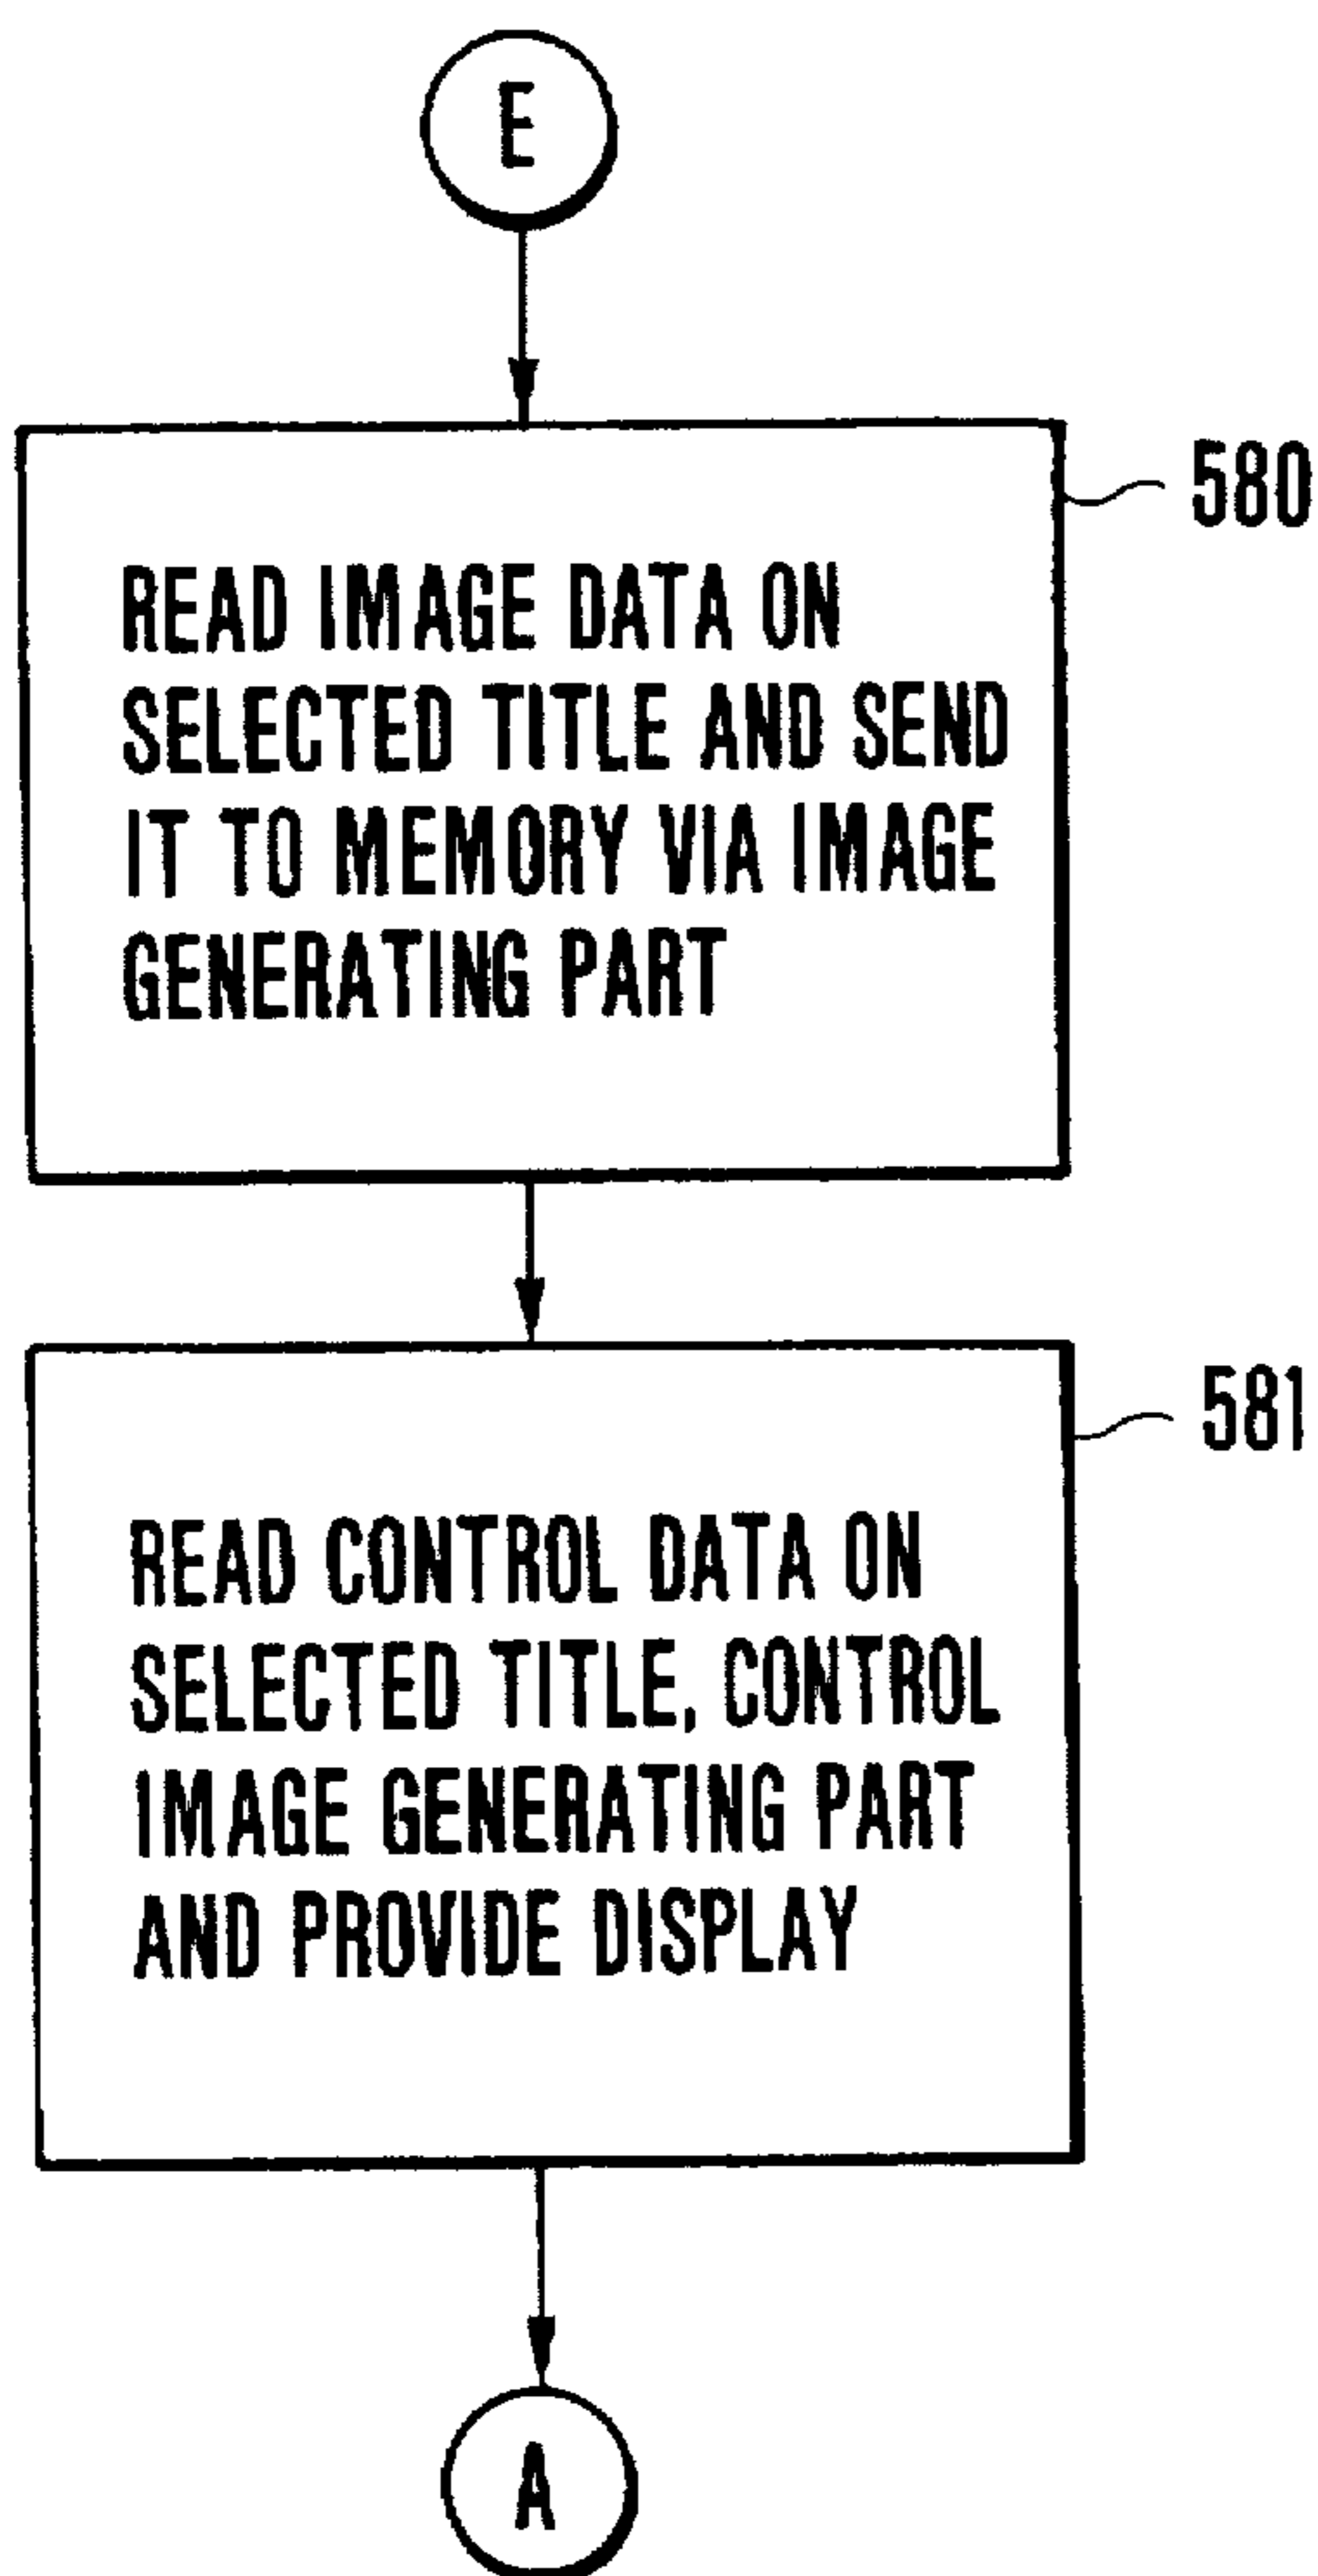 E
580
READ IMAGE DATA ON
SELECTED TITLE AND SEND
IT TO MEMORY VIA IMAGE
GENERATING PART
581
READ CONTROL DATA ON
SELECTED TITLE, CONTROL
IMAGE GENERATING PART
AND PROVIDE DISPLAY
A